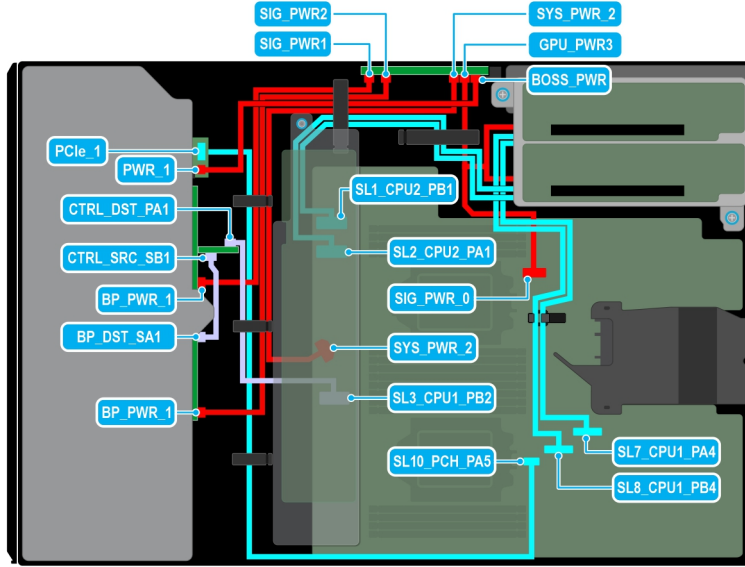 SIG_PWR2
SYS_PWR_2
SIG_PWR1
GPU_PWR3
BOSS_PWR
PCIe_1
PWR_1
SL1_CPU2_PB1
CTRL_DST_PA1
SL2_CPU2_PA1
CTRL_SRC_SB1
BP_PWR_1
SIG_PWR_0
BP_DST_SA1
SYS_PWR_2
SL3_CPU1_PB2
BP_PWR_1
SL7_CPU1_PA4
SL10_PCH_PA5
SL8_CPU1_PB4